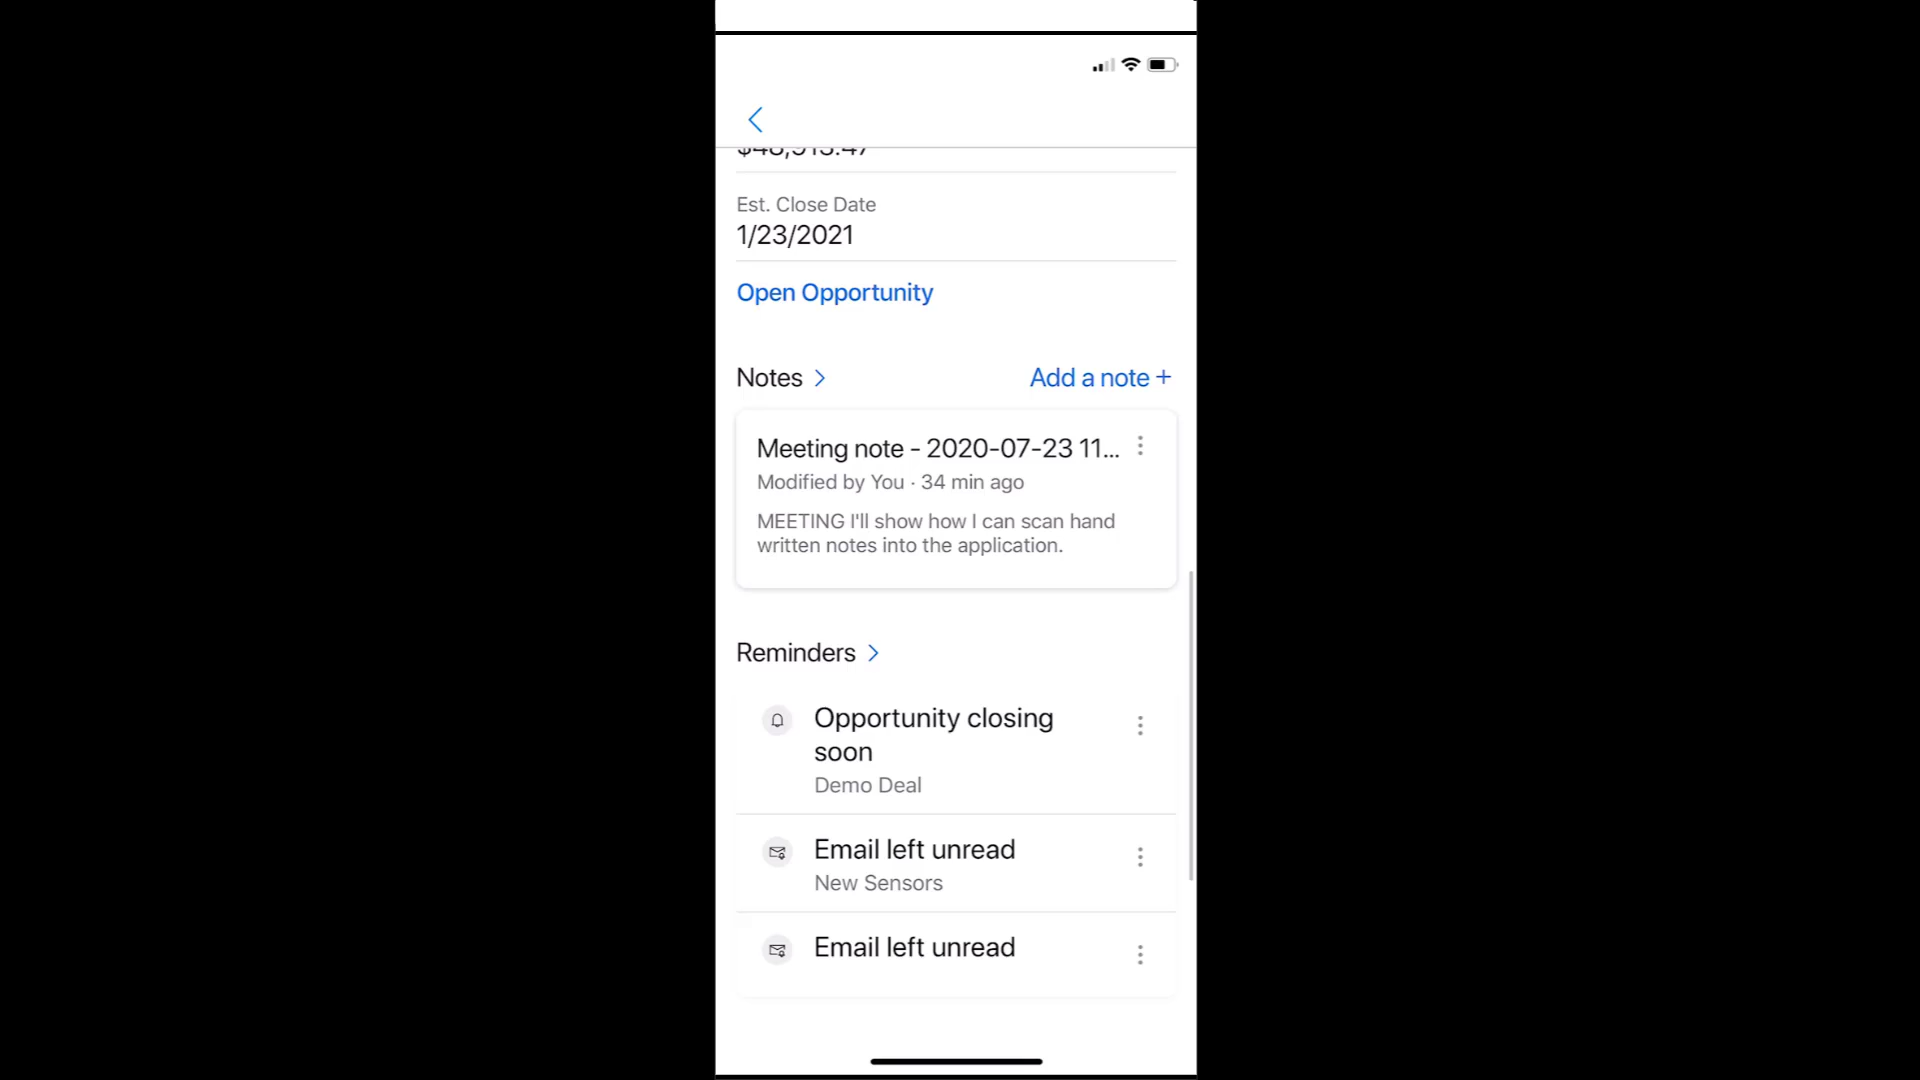 Est. Close Date
1/23/2021
Open Opportunity
Notes
Add a note +
Meeting note - 2020-07-23 11...
Modified by You · 34 min ago
MEETING I'll show how I can scan hand
written notes into the application.
Reminders
Opportunity closing
soon
Demo Deal
Email left unread
New Sensors
Email left unread